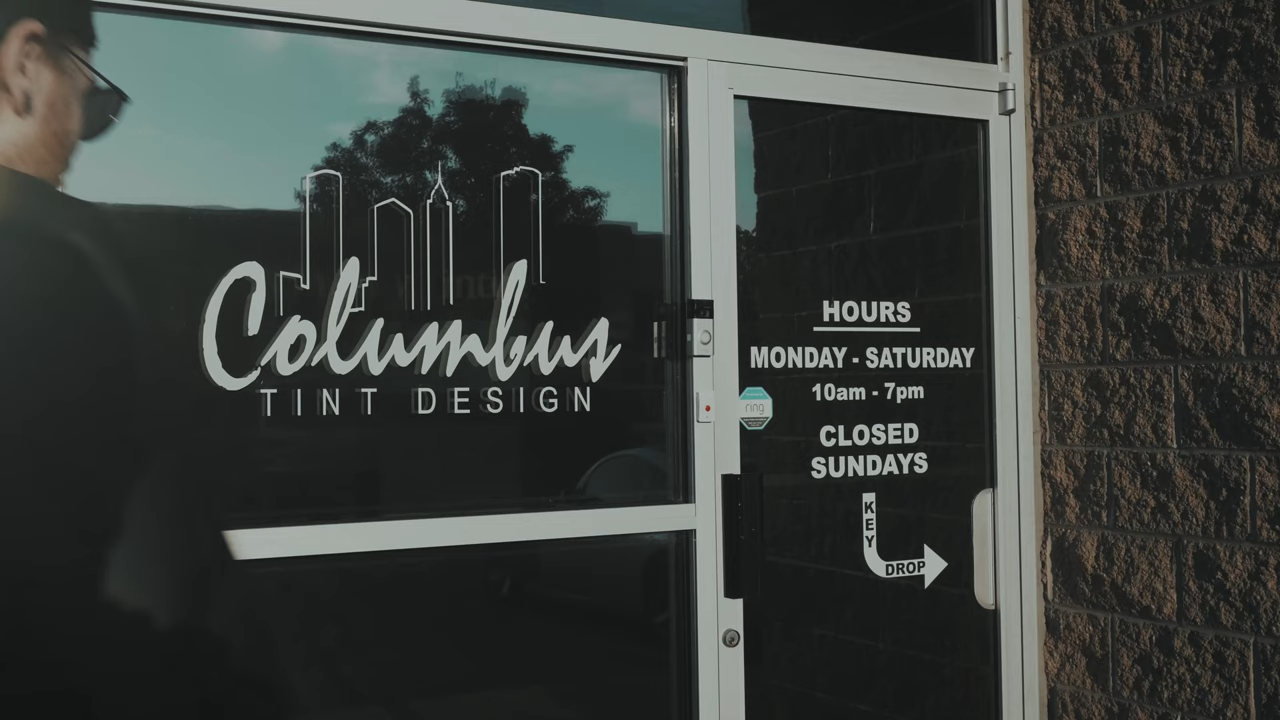 Columbus
TINT DESIGN
HOURS
MONDAY - SATURDAY
10am - 7pm
ring
CLOSED
SUNDAYS
KEY
DROP